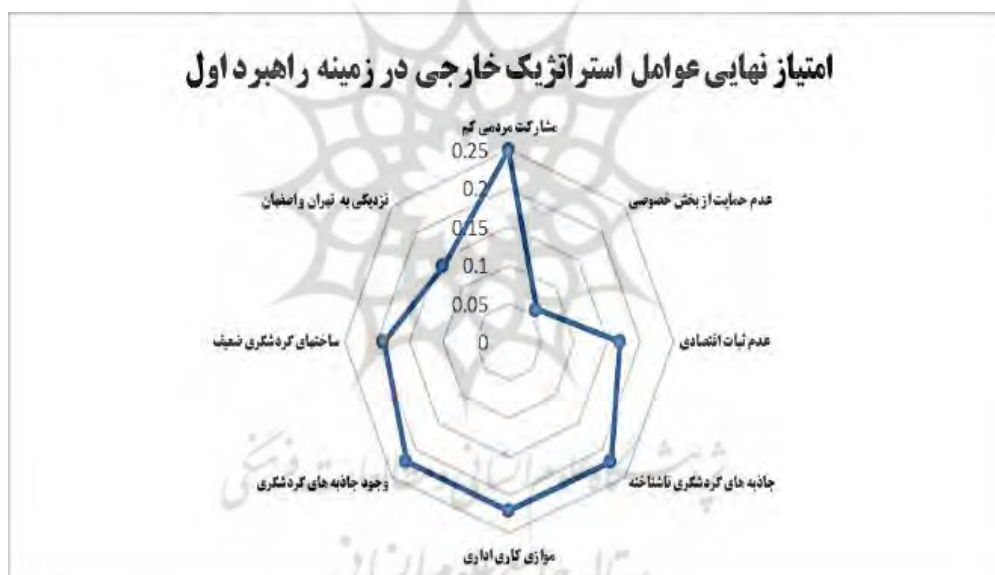 امتیاز نهایی عوامل استراتژیک خارجی در زمینه راهبرد اول
مشارکت مردمی کم
0.25
عدم حمایت از بخش خصوصی
نزدیکی به تهران و اصفهان
0.2
0.15
0.1
0.05
0
عدم ثبات اقتصادی
ساختهای گردشگری ضعیف
جاذبه های گردشگری ناشناخته
وجود جاذبه های گردشگری
موازی کاری اداری